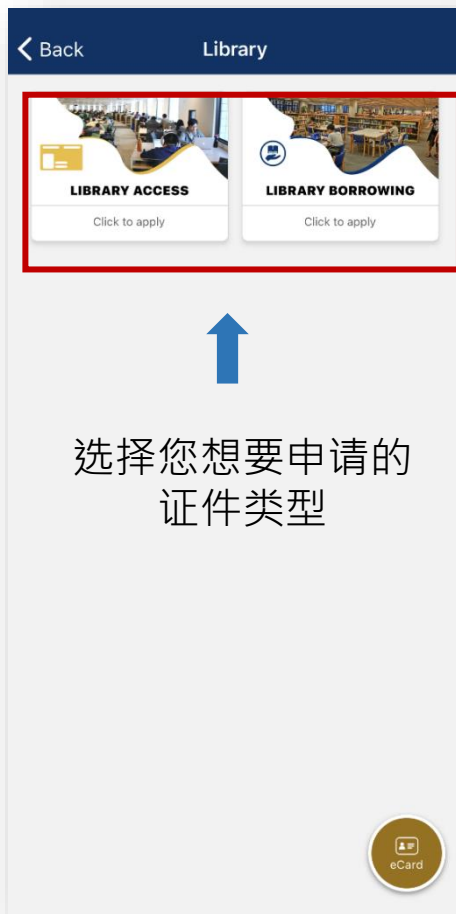 Back
Library
LIBRARY ACCESS
LIBRARY BORROWING
Click to apply
Click to apply
选择您想要申请的
证件类型
eCard